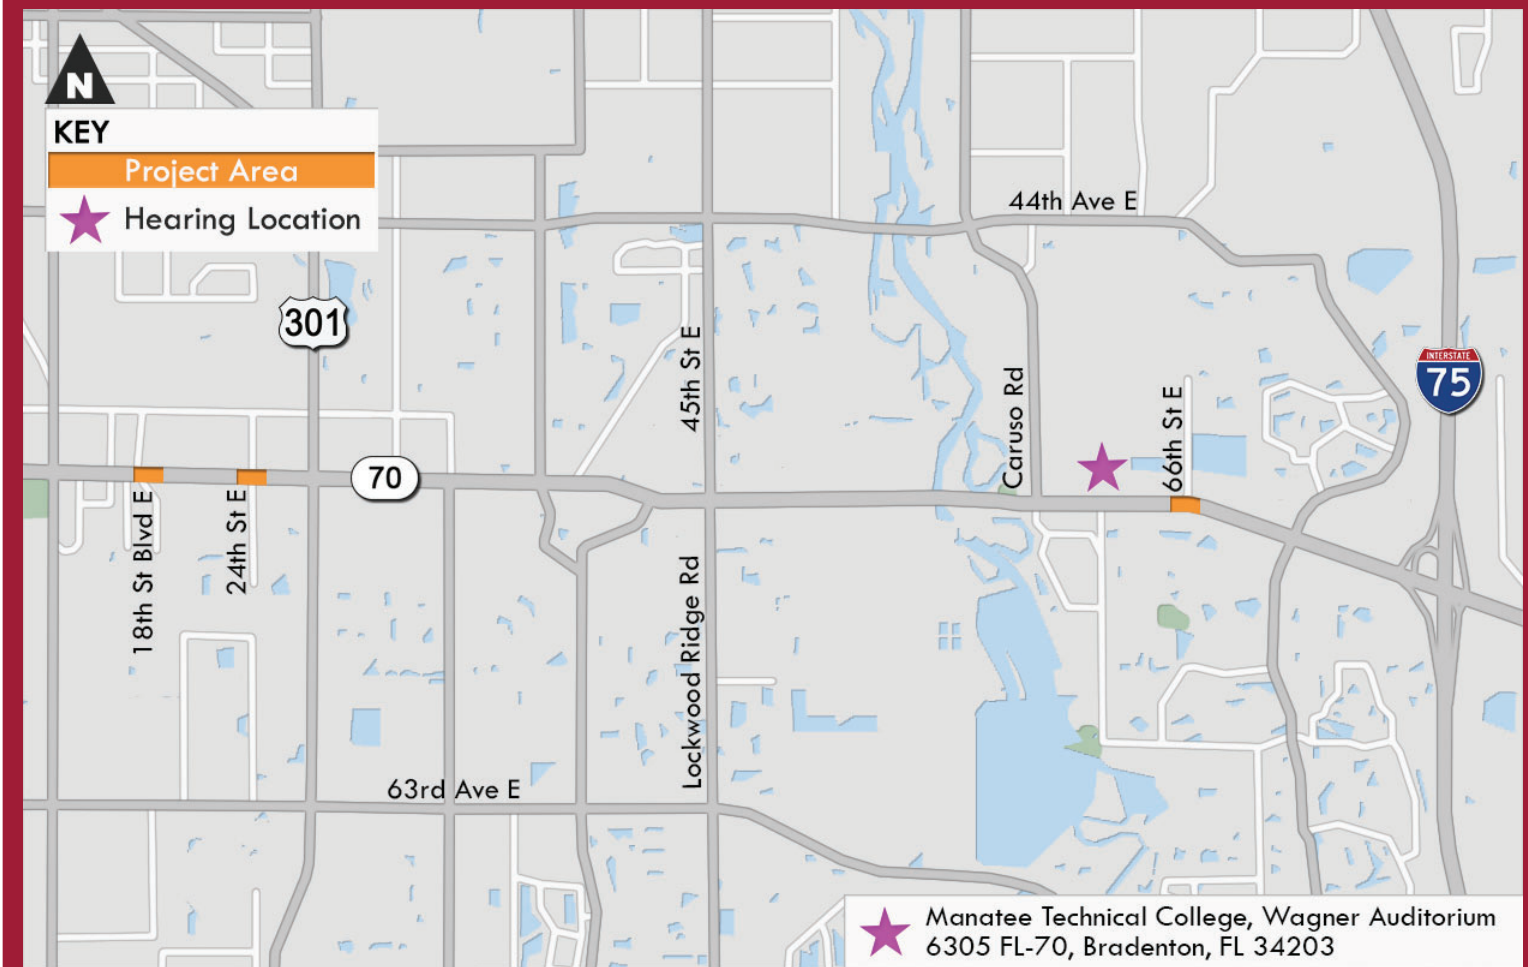 N
KEY
Project Area
Hearing Location
44th Ave E
301
45th St E
Caruso Rd
66th St E
INTERSTATE
75
70
18th St Blvd E
24th St E
Lockwood Ridge Rd
63rd Ave E
Manatee Technical College, Wagner Auditorium
6305 FL-70, Bradenton, FL 34203